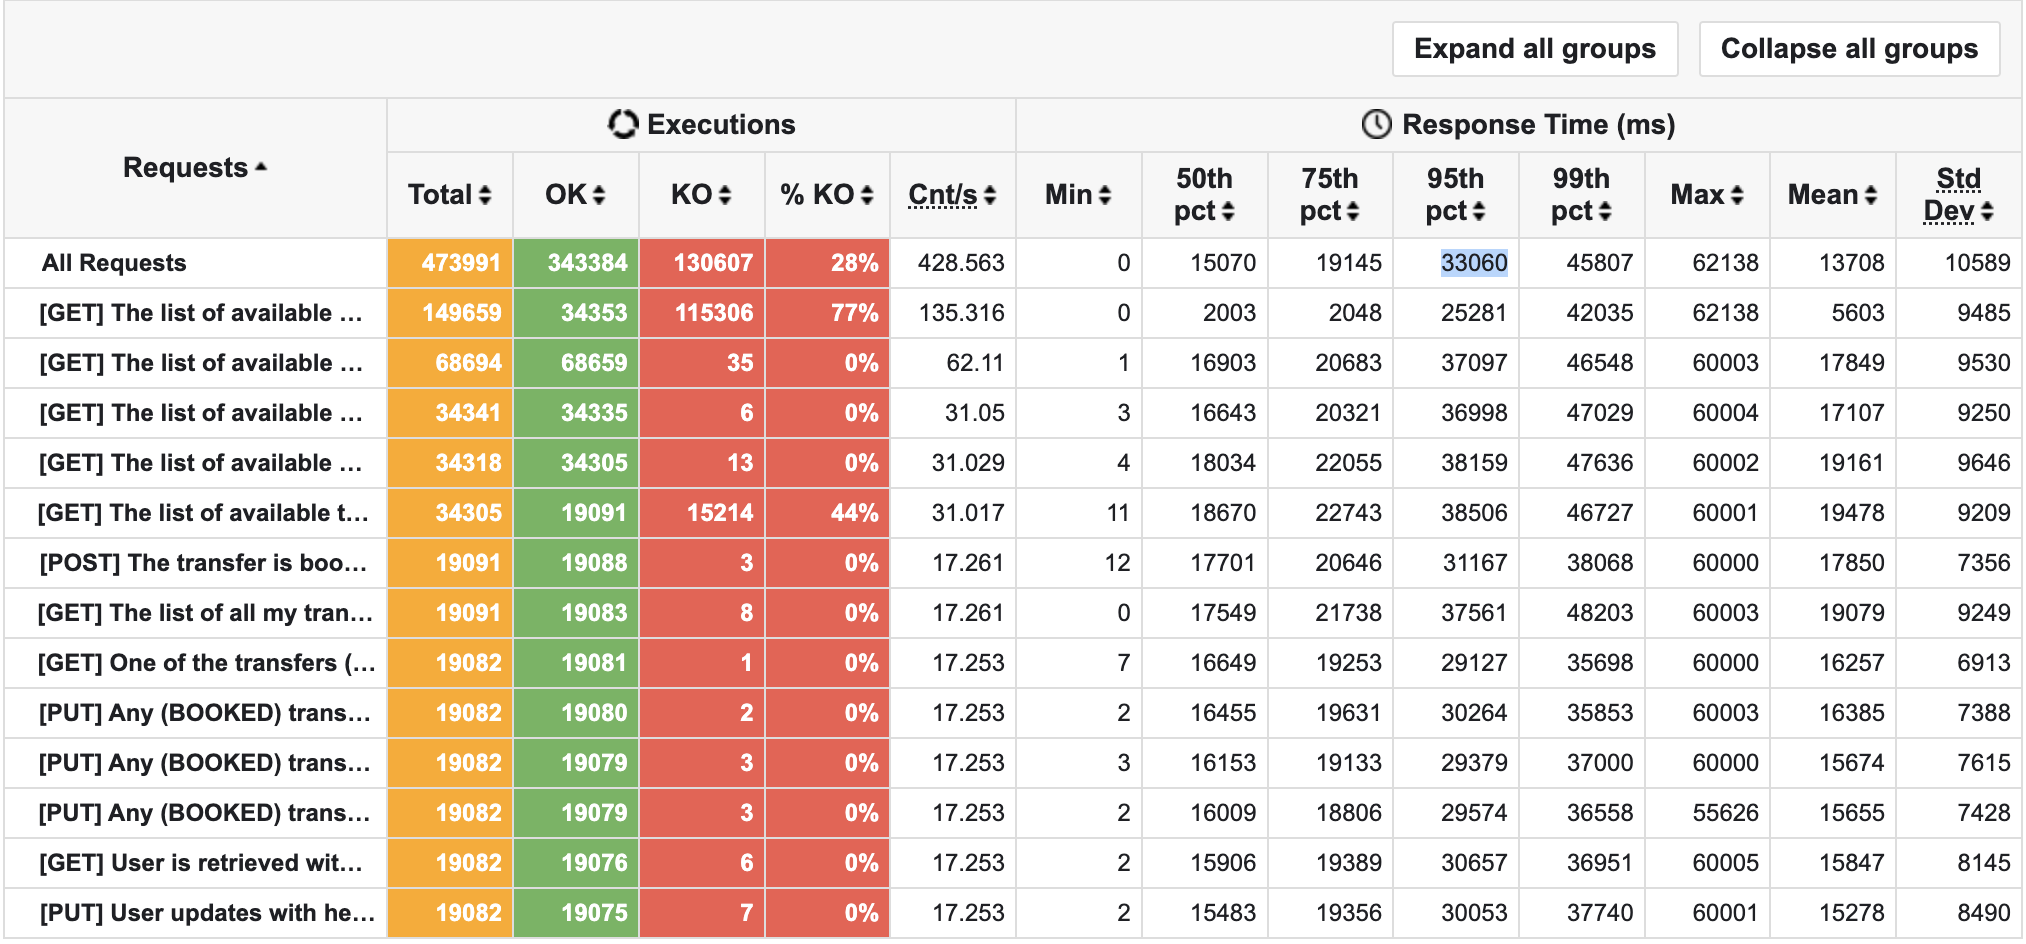 Expand all groups Collapse all groups
Requests Executions Response Time (ms)
Total OK KO % KO Cnt/s Min 50th pct 75th pct 95th pct 99th pct Max Mean Std Dev
All Requests 473991 343384 130607 28% 428.563 0 15070 19145 33060 45807 62138 13708 10589
[GET] The list of available ... 149659 34353 115306 77% 135.316 0 2003 2048 25281 42035 62138 5603 9485
[GET] The list of available ... 68694 68659 35 0% 62.11 1 16903 20683 37097 46548 60003 17849 9530
[GET] The list of available ... 34341 34335 6 0% 31.05 3 16643 20321 36998 47029 60004 17107 9250
[GET] The list of available ... 34318 34305 13 0% 31.029 4 18034 22055 38159 47636 60002 19161 9646
[GET] The list of available t... 34305 19091 15214 44% 31.017 11 18670 22743 38506 46727 60001 19478 9209
[POST] The transfer is boo... 19091 19088 3 0% 17.261 12 17701 20646 31167 38068 60000 17850 7356
[GET] The list of all my tran... 19091 19083 8 0% 17.261 0 17549 21738 37561 48203 60003 19079 9249
[GET] One of the transfers (... 19082 19081 1 0% 17.253 7 16649 19253 29127 35698 60000 16257 6913
[PUT] Any (BOOKED) trans... 19082 19080 2 0% 17.253 2 16455 19631 30264 35853 60003 16385 7388
[PUT] Any (BOOKED) trans... 19082 19079 3 0% 17.253 3 16153 19133 29379 37000 60000 15674 7615
[PUT] Any (BOOKED) trans... 19082 19079 3 0% 17.253 2 16009 18806 29574 36558 55626 15655 7428
[GET] User is retrieved wit... 19082 19076 6 0% 17.253 2 15906 19389 30657 36951 60005 15847 8145
[PUT] User updates with he... 19082 19075 7 0% 17.253 2 15483 19356 30053 37740 60001 15278 8490